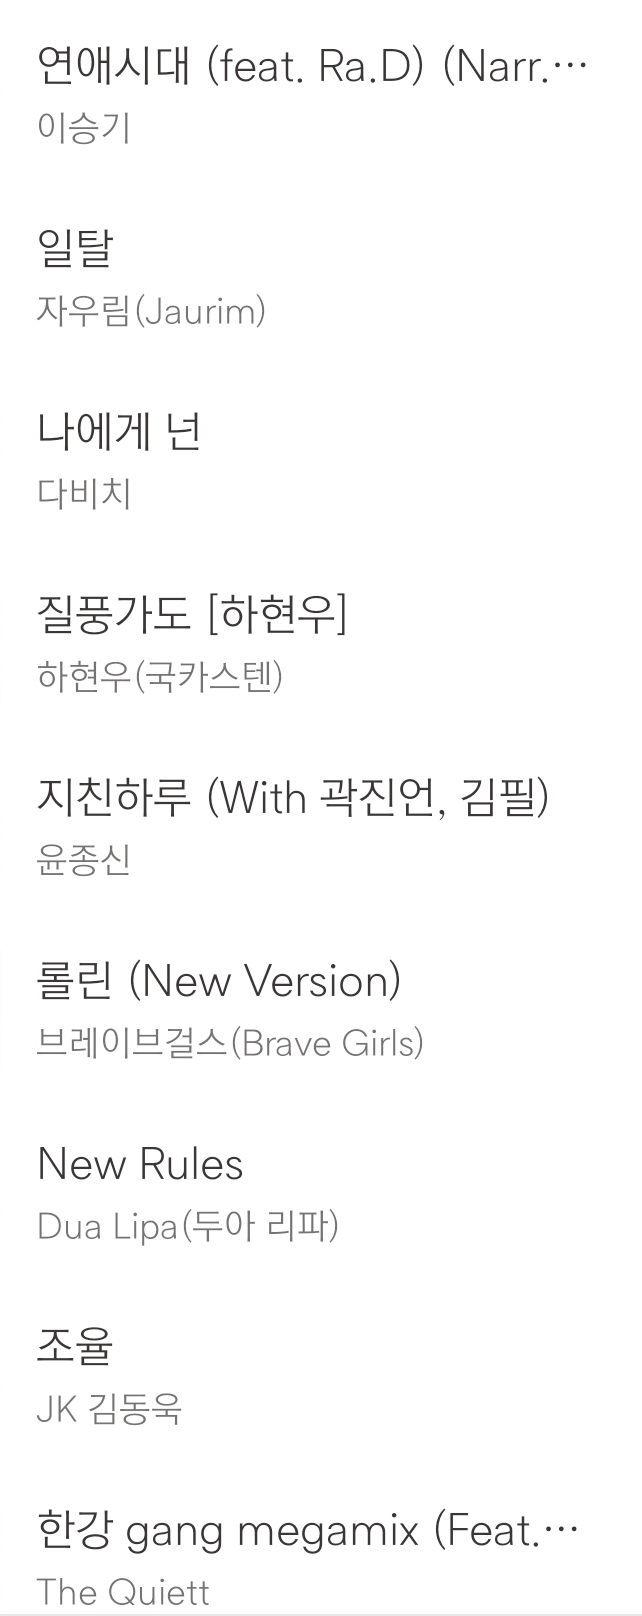 연애시대 (feat. Ra.D) (Narr.…
이승기
일탈
자우림(Jaurim)
나에게 넌
다비치
질풍가도 [하현우]
하현우(국카스텐)
지친하루 (With 곽진언, 김필)
윤종신
롤린 (New Version)
브레이브걸스(Brave Girls)
New Rules
Dua Lipa(두아 리파)
조율
JK 김동욱
한강 gang megamix (Feat.…
The Quiett